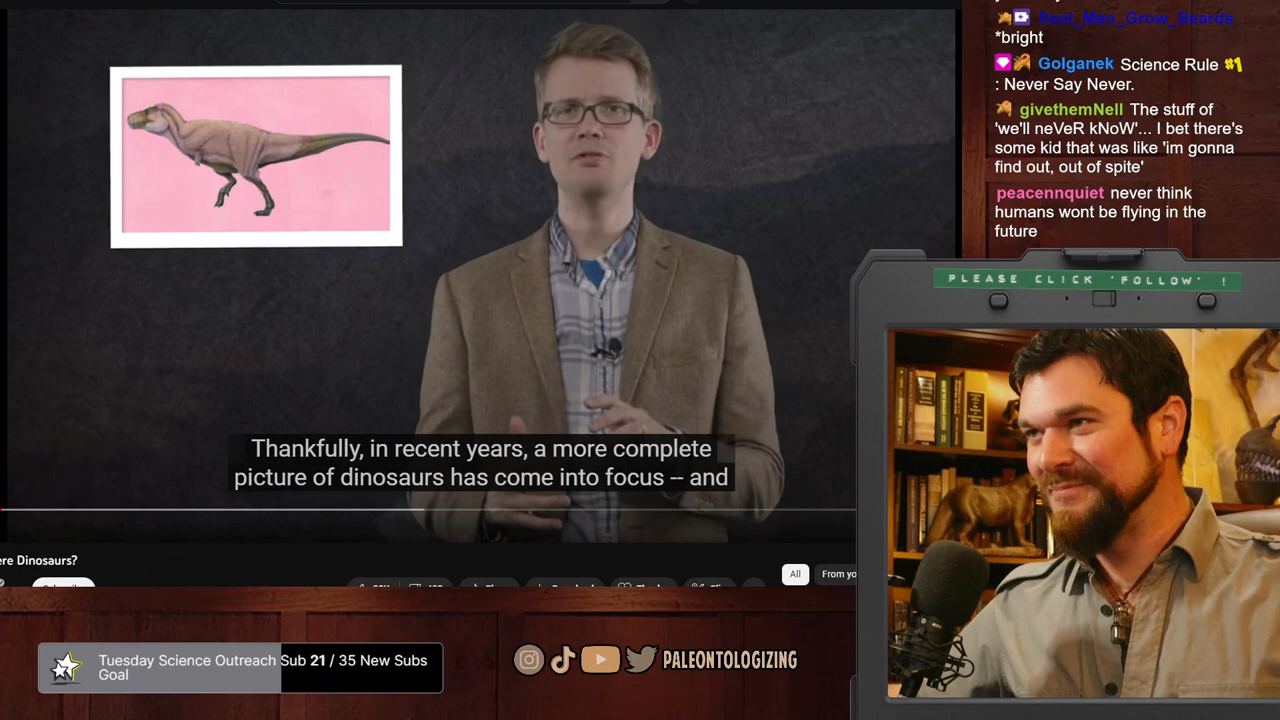 Real_Men_Grow_Beards
*bright
Golganek Science Rule #1
: Never Say Never.
givethemNell The stuff of
'we'll neVeR kNoW'... I bet there's
some kid that was like 'im gonna
find out, out of spite'
peacennquiet never think
humans wont be flying in the
future
PLEASE CLICK 'FOLLOW' !
Thankfully, in recent years, a more complete
picture of dinosaurs has come into focus -- and
ere Dinosaurs?
All
From yo
Tuesday Science Outreach Sub 21 / 35 New Subs
Goal
PALEONTOLOGIZING